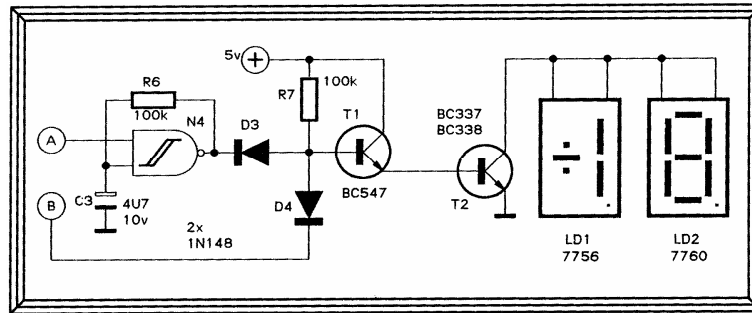 5v
R6
100k
R7
100k
N4
D3
T1
BC337
BC338
A
BC547
B
C3
4U7
10v
D4
T2
2x
1N148
LD1
7756
LD2
7760